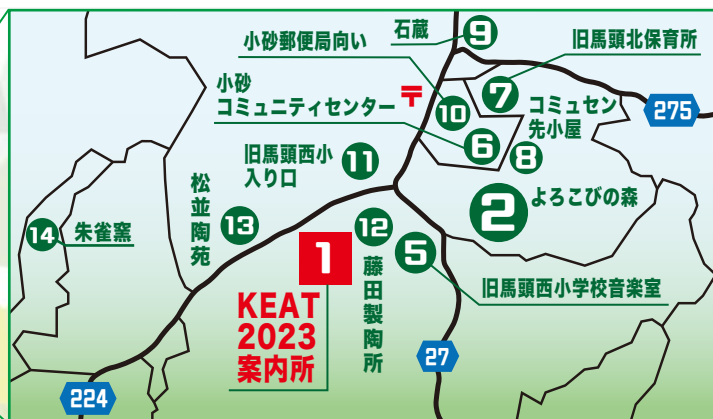 石蔵
9
小砂郵便局向い
旧馬頭北保育所
小砂
コミュニティセンター
〒
10
7
コミュセン
先小屋
275
6
8
旧馬頭西小
入り口
11
2
よろこびの森
松並陶苑
13
14
朱雀窯
1
12
5
藤田製陶所
旧馬頭西小学校音楽室
KEAT
2023
案内所
27
224